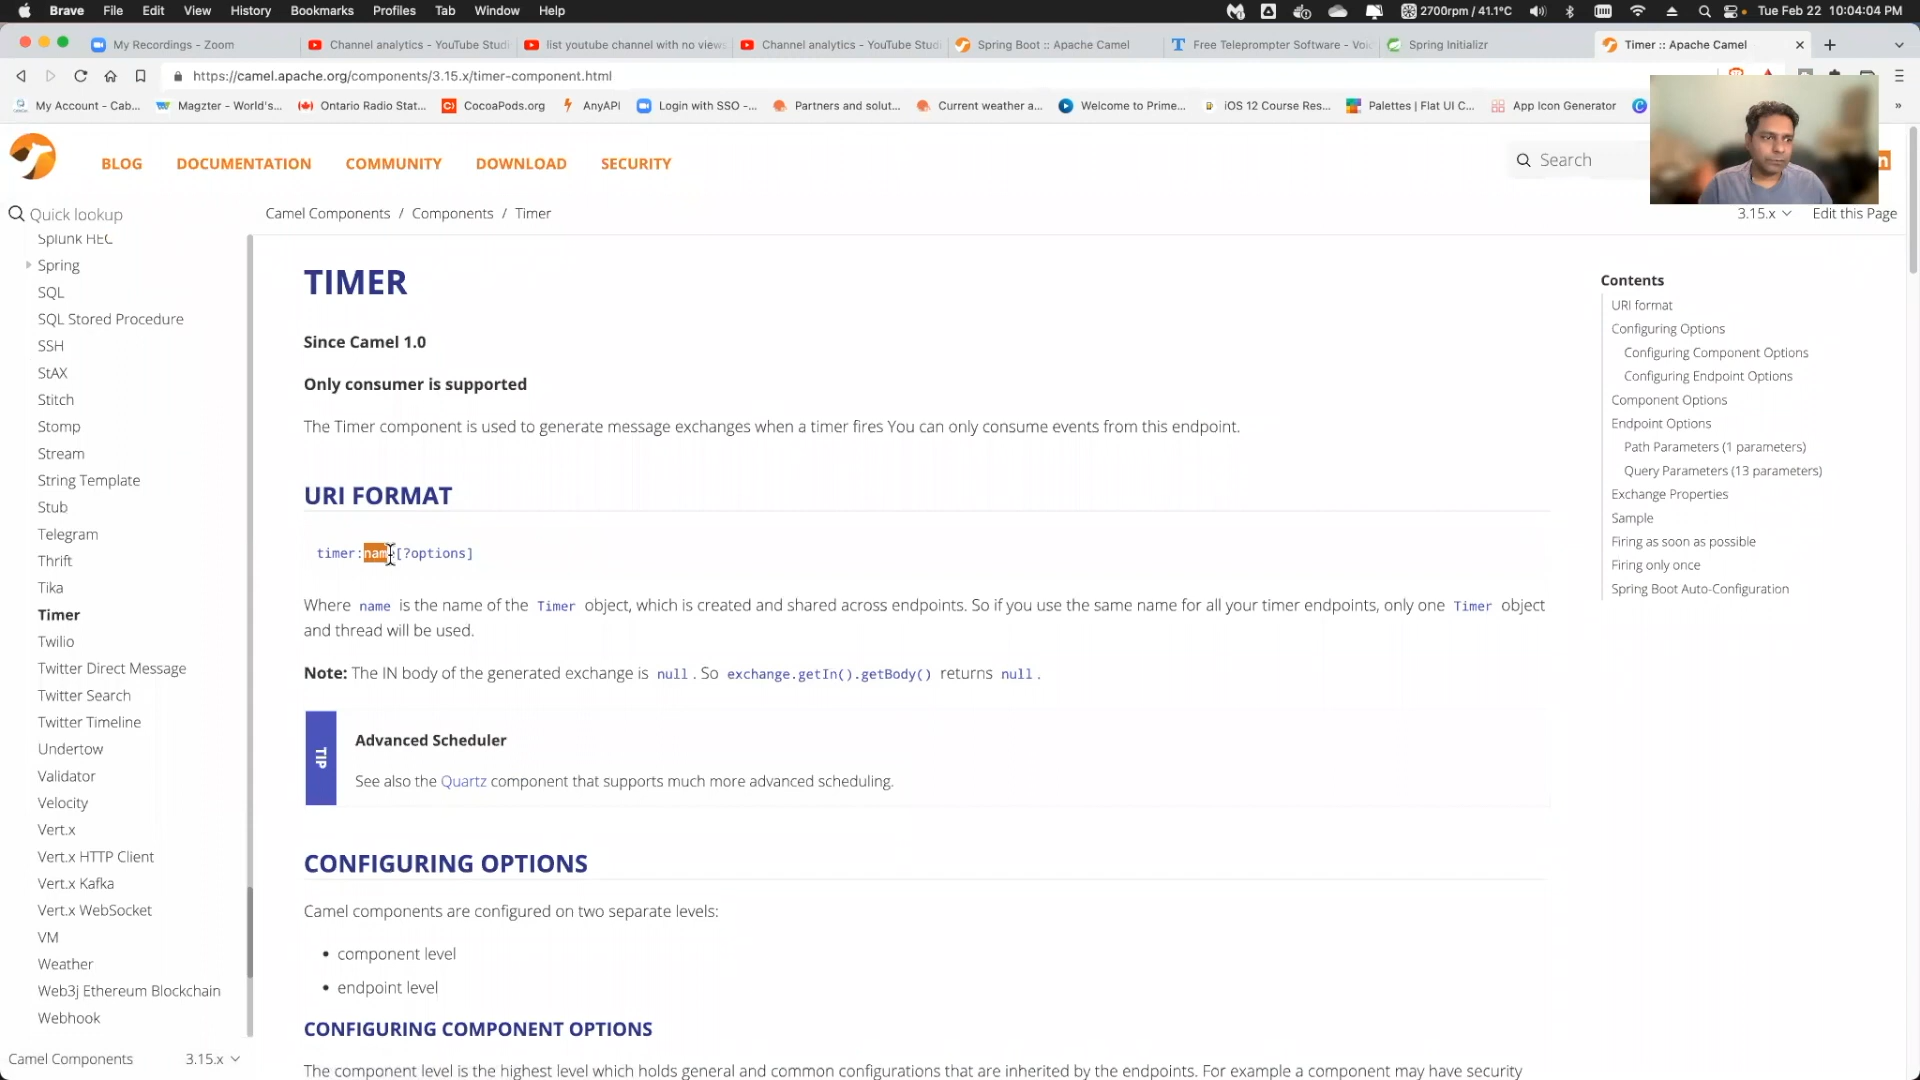 Brave File Edit View History Bookmarks Profiles Tab Window Help
2700rpm / 41.1°C
Tue Feb 22 10:04:04 PM
My Recordings - Zoom
Channel analytics - YouTube Studi
list youtube channel with no views
Channel analytics - YouTube Studi
Spring Boot :: Apache Camel
Free Teleprompter Software - Voi
Spring Initializr
Timer :: Apache Camel
https://camel.apache.org/components/3.15.x/timer-component.html
My Account - Cab...
Magzter - World's...
Ontario Radio Stat...
CocoaPods.org
AnyAPI
Login with SSO -...
Partners and solut...
Current weather a...
Welcome to Prime...
iOS 12 Course Res...
Palettes | Flat UI C...
App Icon Generator
BLOG DOCUMENTATION COMMUNITY DOWNLOAD SECURITY
Search
Quick lookup
Camel Components / Components / Timer
3.15.x
Edit this Page
Splunk HEC
Spring
SQL
SQL Stored Procedure
SSH
StAX
Stitch
Stomp
Stream
String Template
Stub
Telegram
Thrift
Tika
Timer
Twilio
Twitter Direct Message
Twitter Search
Twitter Timeline
Undertow
Validator
Velocity
Vert.x
Vert.x HTTP Client
Vert.x Kafka
Vert.x WebSocket
VM
Weather
Web3j Ethereum Blockchain
Webhook
Camel Components 3.15.x
TIMER
Since Camel 1.0
Only consumer is supported
The Timer component is used to generate message exchanges when a timer fires You can only consume events from this endpoint.
URI FORMAT
timer:name[?options]
Where name is the name of the Timer object, which is created and shared across endpoints. So if you use the same name for all your timer endpoints, only one Timer object
and thread will be used.
Note: The IN body of the generated exchange is null. So exchange.getIn().getBody() returns null.
TIP
Advanced Scheduler
See also the Quartz component that supports much more advanced scheduling.
CONFIGURING OPTIONS
Camel components are configured on two separate levels:
• component level
• endpoint level
CONFIGURING COMPONENT OPTIONS
The component level is the highest level which holds general and common configurations that are inherited by the endpoints. For example a component may have security
Contents
URI format
Configuring Options
Configuring Component Options
Configuring Endpoint Options
Component Options
Endpoint Options
Path Parameters (1 parameters)
Query Parameters (13 parameters)
Exchange Properties
Sample
Firing as soon as possible
Firing only once
Spring Boot Auto-Configuration